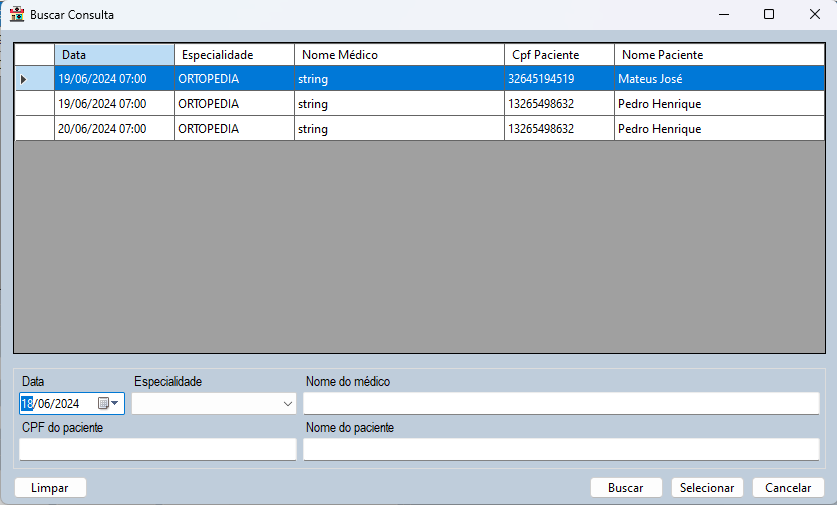 Buscar Consulta
Data Especialidade Nome Médico Cpf Paciente Nome Paciente
19/06/2024 07:00 ORTOPEDIA string 32645194519 Mateus José
19/06/2024 07:00 ORTOPEDIA string 13265498632 Pedro Henrique
20/06/2024 07:00 ORTOPEDIA string 13265498632 Pedro Henrique
Data Especialidade Nome do médico
18/06/2024
CPF do paciente Nome do paciente
Limpar Buscar Selecionar Cancelar